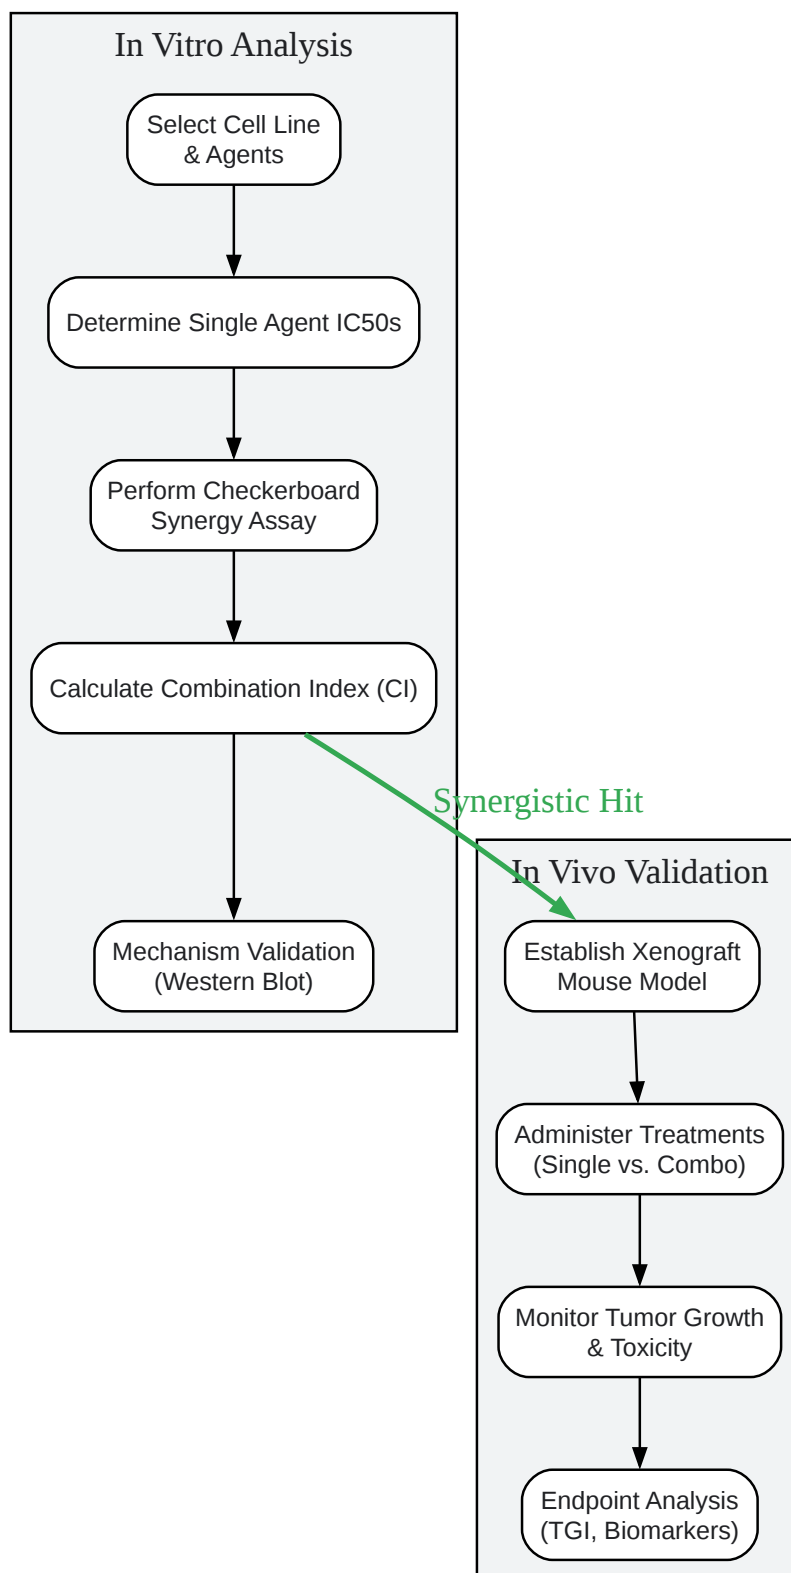 In Vitro Analysis
Select Cell Line
& Agents
Determine Single Agent IC50s
Perform Checkerboard
Synergy Assay
Calculate Combination Index (CI)
Mechanism Validation
(Western Blot)
Synergistic Hit
In Vivo Validation
Establish Xenograft
Mouse Model
Administer Treatments
(Single vs. Combo)
Monitor Tumor Growth
& Toxicity
Endpoint Analysis
(TGI, Biomarkers)